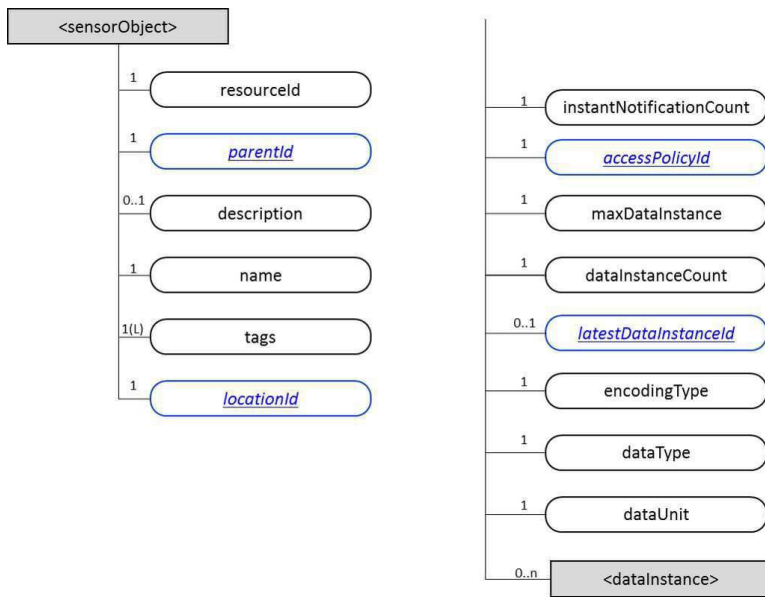 <sensorObject>
1
resourceId
1
parentId
0..1
description
1
name
1(L)
tags
1
locationId
1
instantNotificationCount
1
accessPolicyId
1
maxDataInstance
1
dataInstanceCount
0..1
latestDataInstanceId
1
encodingType
1
dataType
1
dataUnit
0..n
<dataInstance>